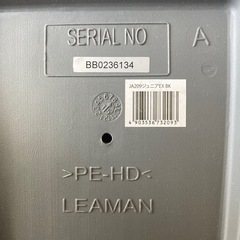 SERIAL NO
A
BB0236134
JA209ジュニアEX BK
4 903536 732093
>PE-HD<
LEAMAN